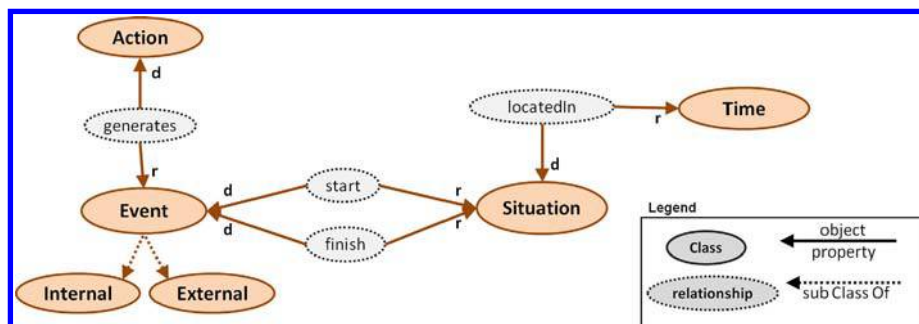 Action
d
generates
r
locatedIn
r
Time
d
d
start
r
Event
Situation
d
finish
r
Internal
External
Legend
Class
object
property
relationship
sub Class Of